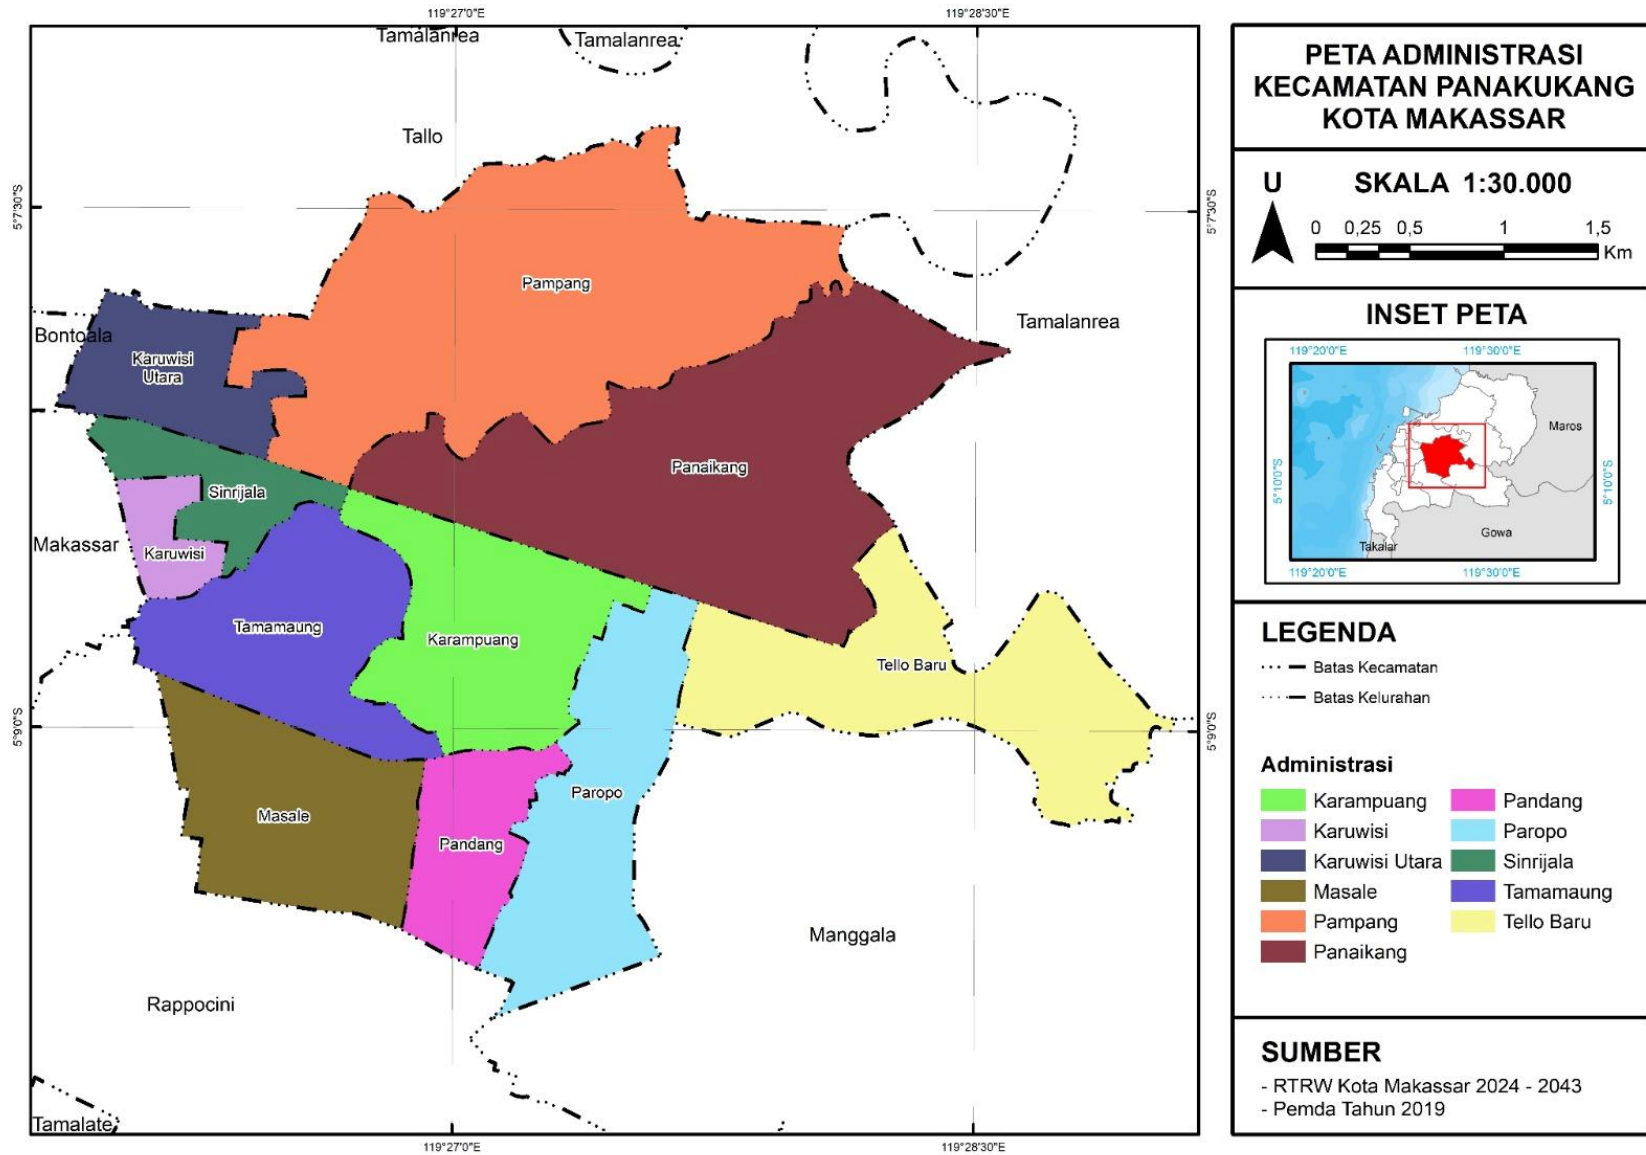 119°27'0"E
119°28'30"E
Tamalanrea
Tamalanrea
Tallo
5°7'30"S
5°7'30"S
Pampang
Bontoala
Tamalanrea
Karuwisi
Utara
Panaikang
Sinrijala
Makassar
Karuwisi
Tamamaung
Karampuang
Tello Baru
5°9'0"S
5°9'0"S
Paropo
Masale
Pandang
Manggala
Rappocini
Tamalate
119°27'0"E
119°28'30"E
PETA ADMINISTRASI
KECAMATAN PANAKUKANG
KOTA MAKASSAR
U
SKALA 1:30.000
0 0,25 0,5 1 1,5
Km
INSET PETA
119°20'0"E 119°30'0"E
Maros
5°10'0"S
5°10'0"S
Gowa
Takalar
119°20'0"E 119°30'0"E
LEGENDA
Batas Kecamatan
Batas Kelurahan
Administrasi
Karampuang
Karuwisi
Karuwisi Utara
Masale
Pampang
Panaikang
Pandang
Paropo
Sinrijala
Tamamaung
Tello Baru
SUMBER
- RTRW Kota Makassar 2024 - 2043
- Pemda Tahun 2019